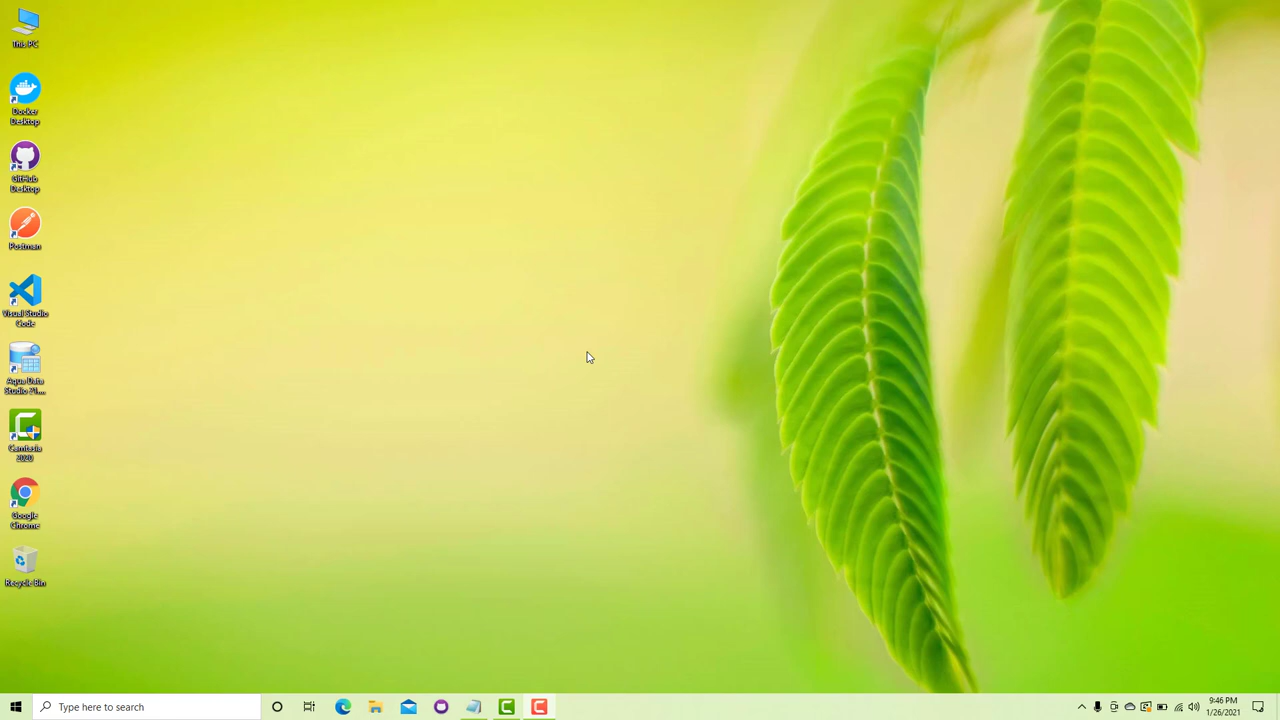 This PC
Docker
Desktop
GitHub
Desktop
Postman
Visual Studio
Code
Aqua Data
Studio 21....
Camtasia
2020
Google
Chrome
Recycle Bin
Type here to search
9:46 PM
1/26/2021